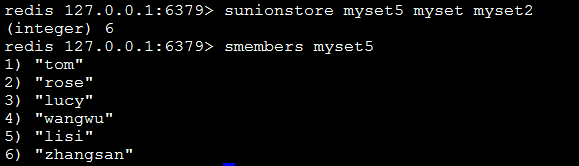 redis 127.0.0.1:6379> sunionstore myset5 myset myset2
(integer) 6
redis 127.0.0.1:6379> smembers myset5
1) "tom"
2) "rose"
3) "lucy"
4) "wangwu"
5) "lisi"
6) "zhangsan"